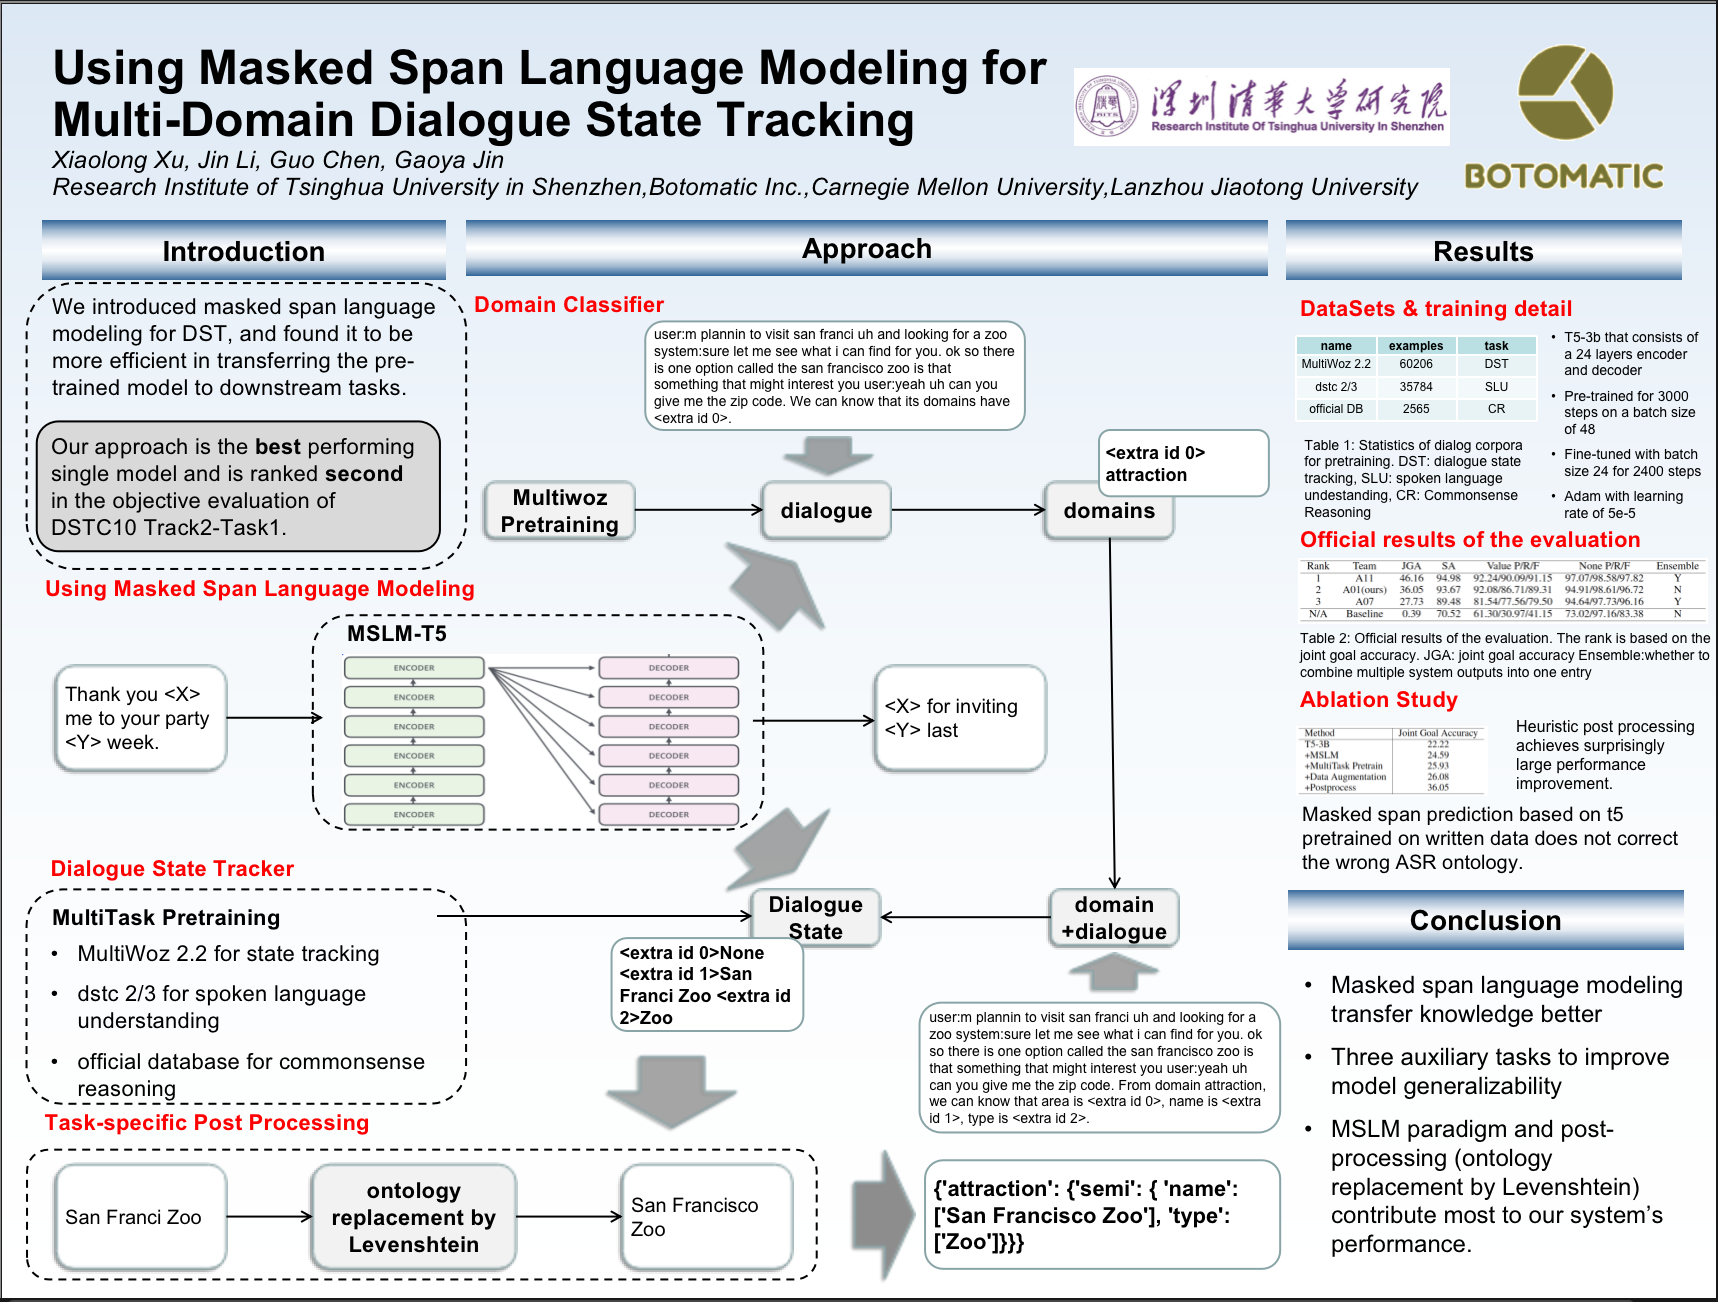 Using Masked Span Language Modeling for
Multi-Domain Dialogue State Tracking
Xiaolong Xu, Jin Li, Guo Chen, Gaoya Jin
Research Institute of Tsinghua University in Shenzhen,Botomatic Inc.,Carnegie Mellon University,Lanzhou Jiaotong University
深圳清華大学研究院
Research Institute Of Tsinghua University In Shenzhen
BOTOMATIC
Introduction
We introduced masked span language
modeling for DST, and found it to be
more efficient in transferring the pre-
trained model to downstream tasks.
Our approach is the best performing
single model and is ranked second
in the objective evaluation of
DSTC10 Track2-Task1.
Approach
Domain Classifier
user:m plannin to visit san franci uh and looking for a zoo
system:sure let me see what i can find for you. ok so there
is one option called the san francisco zoo is that
something that might interest you user:yeah uh can you
give me the zip code. We can know that its domains have
<extra id 0>.
<extra id 0>
attraction
Multiwoz
Pretraining
dialogue
domains
Using Masked Span Language Modeling
MSLM-T5
Thank you <X>
me to your party
<Y> week.
ENCODER
ENCODER
ENCODER
ENCODER
ENCODER
ENCODER
DECODER
DECODER
DECODER
DECODER
DECODER
DECODER
<X> for inviting
<Y> last
Dialogue State Tracker
MultiTask Pretraining
• MultiWoz 2.2 for state tracking
• dstc 2/3 for spoken language
understanding
• official database for commonsense
reasoning
Dialogue
State
<extra id 0>None
<extra id 1>San
Franci Zoo <extra id
2>Zoo
domain
+dialogue
user:m plannin to visit san franci uh and looking for a
zoo system:sure let me see what i can find for you. ok
so there is one option called the san francisco zoo is
that something that might interest you user:yeah uh
can you give me the zip code. From domain attraction,
we can know that area is <extra id 0>, name is <extra
id 1>, type is <extra id 2>.
Task-specific Post Processing
San Franci Zoo
ontology
replacement by
Levenshtein
San Francisco
Zoo
{'attraction': {'semi': { 'name':
['San Francisco Zoo'], 'type':
['Zoo']}}}
Results
DataSets & training detail
name examples task
MultiWoz 2.2 60206 DST
dstc 2/3 35784 SLU
official DB 2565 CR
Table 1: Statistics of dialog corpora
for pretraining. DST: dialogue state
tracking, SLU: spoken language
undestanding, CR: Commonsense
Reasoning
• T5-3b that consists of
a 24 layers encoder
and decoder
• Pre-trained for 3000
steps on a batch size
of 48
• Fine-tuned with batch
size 24 for 2400 steps
• Adam with learning
rate of 5e-5
Official results of the evaluation
Rank Team JGA SA Value P/R/F None P/R/F Ensemble
1 A11 46.16 94.98 92.24/90.09/91.15 97.07/98.58/97.82 Y
2 A01(ours) 36.05 93.67 92.08/86.71/89.31 94.91/98.61/96.72 N
3 A07 27.73 89.48 81.54/77.56/79.50 94.64/97.73/96.16 Y
N/A Baseline 0.39 70.52 61.30/30.97/41.15 73.02/97.16/83.38 N
Table 2: Official results of the evaluation. The rank is based on the
joint goal accuracy. JGA: joint goal accuracy Ensemble:whether to
combine multiple system outputs into one entry
Ablation Study
Method Joint Goal Accuracy
T5-3B 22.22
+MSLM 24.59
+MultiTask Pretrain 25.93
+Data Augmentation 26.08
+Postprocess 36.05
Heuristic post processing
achieves surprisingly
large performance
improvement.
Masked span prediction based on t5
pretrained on written data does not correct
the wrong ASR ontology.
Conclusion
• Masked span language modeling
transfer knowledge better
• Three auxiliary tasks to improve
model generalizability
• MSLM paradigm and post-
processing (ontology
replacement by Levenshtein)
contribute most to our system's
performance.